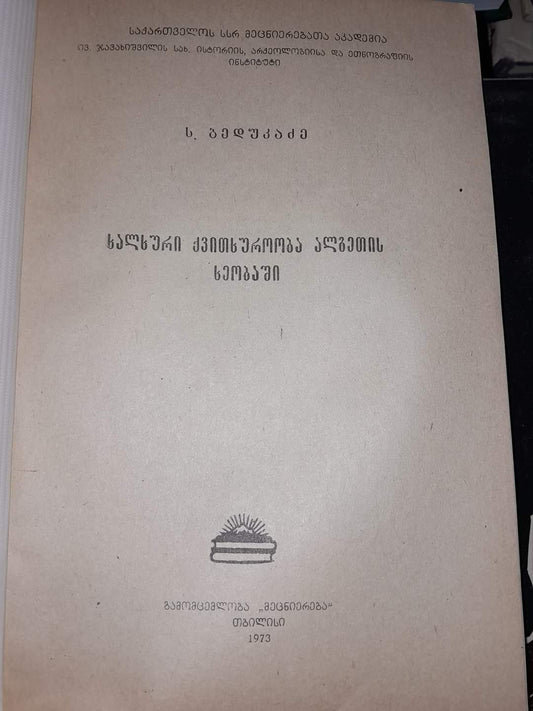 საქართველოს სსრ მეცნიერებათა აკადემია
ივ. ჯავახიშვილის სახ. ისტორიის, არქეოლოგიისა და ეთნოგრაფიის
ინსტიტუტი
ს. ბედუკაძე
ხალხური ქვითხუროობა ალგეთის
ხეობაში
გამომცემლობა „მეცნიერება“
თბილისი
1973